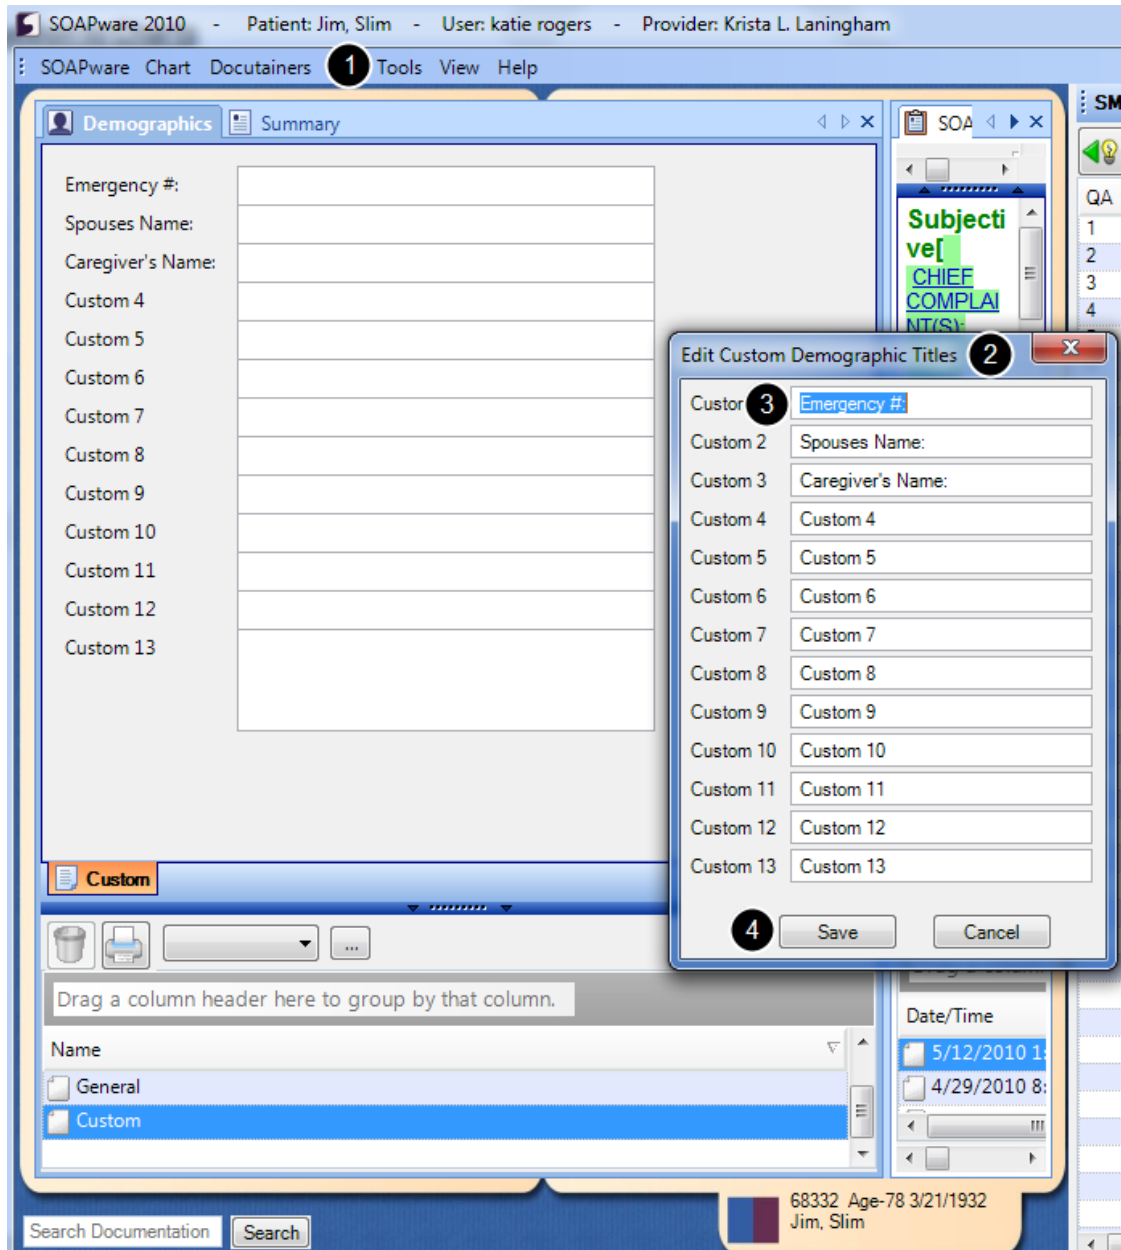 SOAPware 2010 - Patient: Jim, Slim - User: katie rogers - Provider: Krista L. Laningham
SOAPware Chart Docutainers 1 Tools View Help
Demographics Summary
SOA
SM
QA
1
2
3
4
Emergency #:
Spouses Name:
Caregiver's Name:
Custom 4
Custom 5
Custom 6
Custom 7
Custom 8
Custom 9
Custom 10
Custom 11
Custom 12
Custom 13
Subjecti
ve[
CHIEF
COMPLAI
NT(S):
Edit Custom Demographic Titles 2
Custor 3 Emergency #:
Custom 2 Spouses Name:
Custom 3 Caregiver's Name:
Custom 4 Custom 4
Custom 5 Custom 5
Custom 6 Custom 6
Custom 7 Custom 7
Custom 8 Custom 8
Custom 9 Custom 9
Custom 10 Custom 10
Custom 11 Custom 11
Custom 12 Custom 12
Custom 13 Custom 13
4 Save Cancel
Custom
...
Drag a column header here to group by that column.
Name
General
Custom
Date/Time
5/12/2010 1:
4/29/2010 8:
68332 Age-78 3/21/1932
Jim, Slim
Search Documentation Search